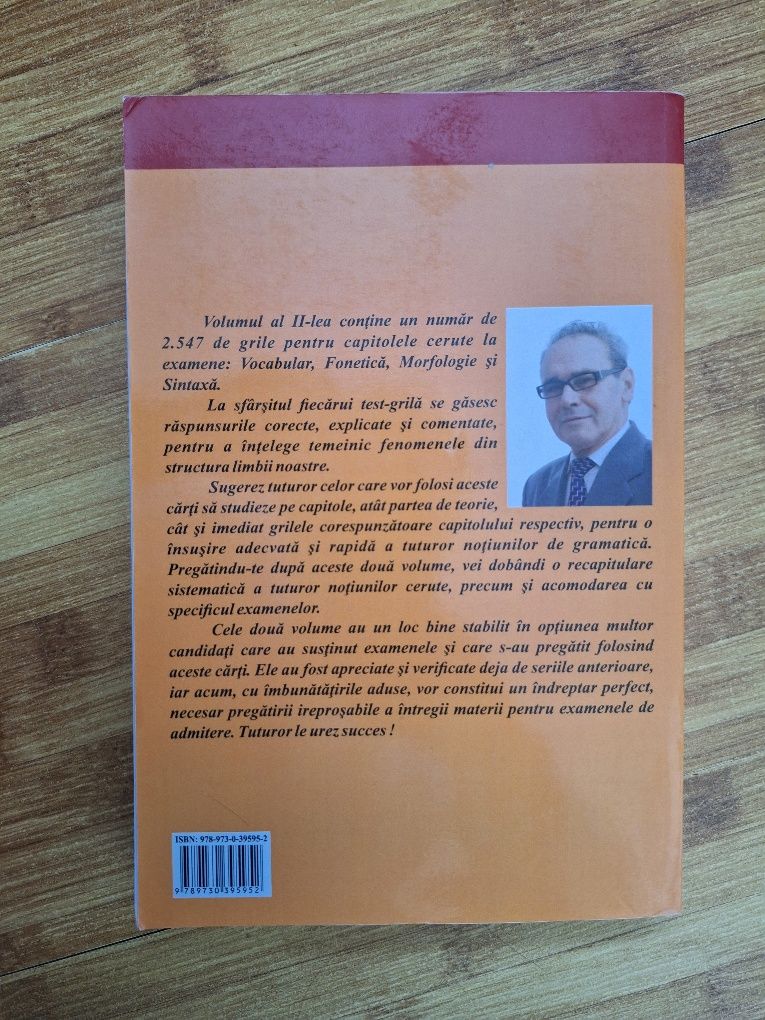 Volumul al II-lea conține un număr de
2.547 de grile pentru capitolele cerute la
examene: Vocabular, Fonetică, Morfologie și
Sintaxă.
La sfârșitul fiecărui test-grilă se găsesc
răspunsurile corecte, explicate și comentate,
pentru a înțelege temeinic fenomenele din
structura limbii noastre.
Sugerez tuturor celor care vor folosi aceste
cărți să studieze pe capitole, atât partea de teorie,
cât și imediat grilele corespunzătoare capitolului respectiv, pentru o
însușire adecvată și rapidă a tuturor noțiunilor de gramatică.
Pregătindu-te după aceste două volume, vei dobândi o recapitulare
sistematică a tuturor noțiunilor cerute, precum și acomodarea cu
specificul examenelor.
Cele două volume au un loc bine stabilit în opțiunea multor
candidați care au susținut examenele și care s-au pregătit folosind
aceste cărți. Ele au fost apreciate și verificate deja de seriile anterioare,
iar acum, cu îmbunătățirile aduse, vor constitui un îndreptar perfect,
necesar pregătirii ireproșabile a întregii materii pentru examenele de
admitere. Tuturor le urez succes !
ISBN: 978-973-0-39595-2
9 789730 395952